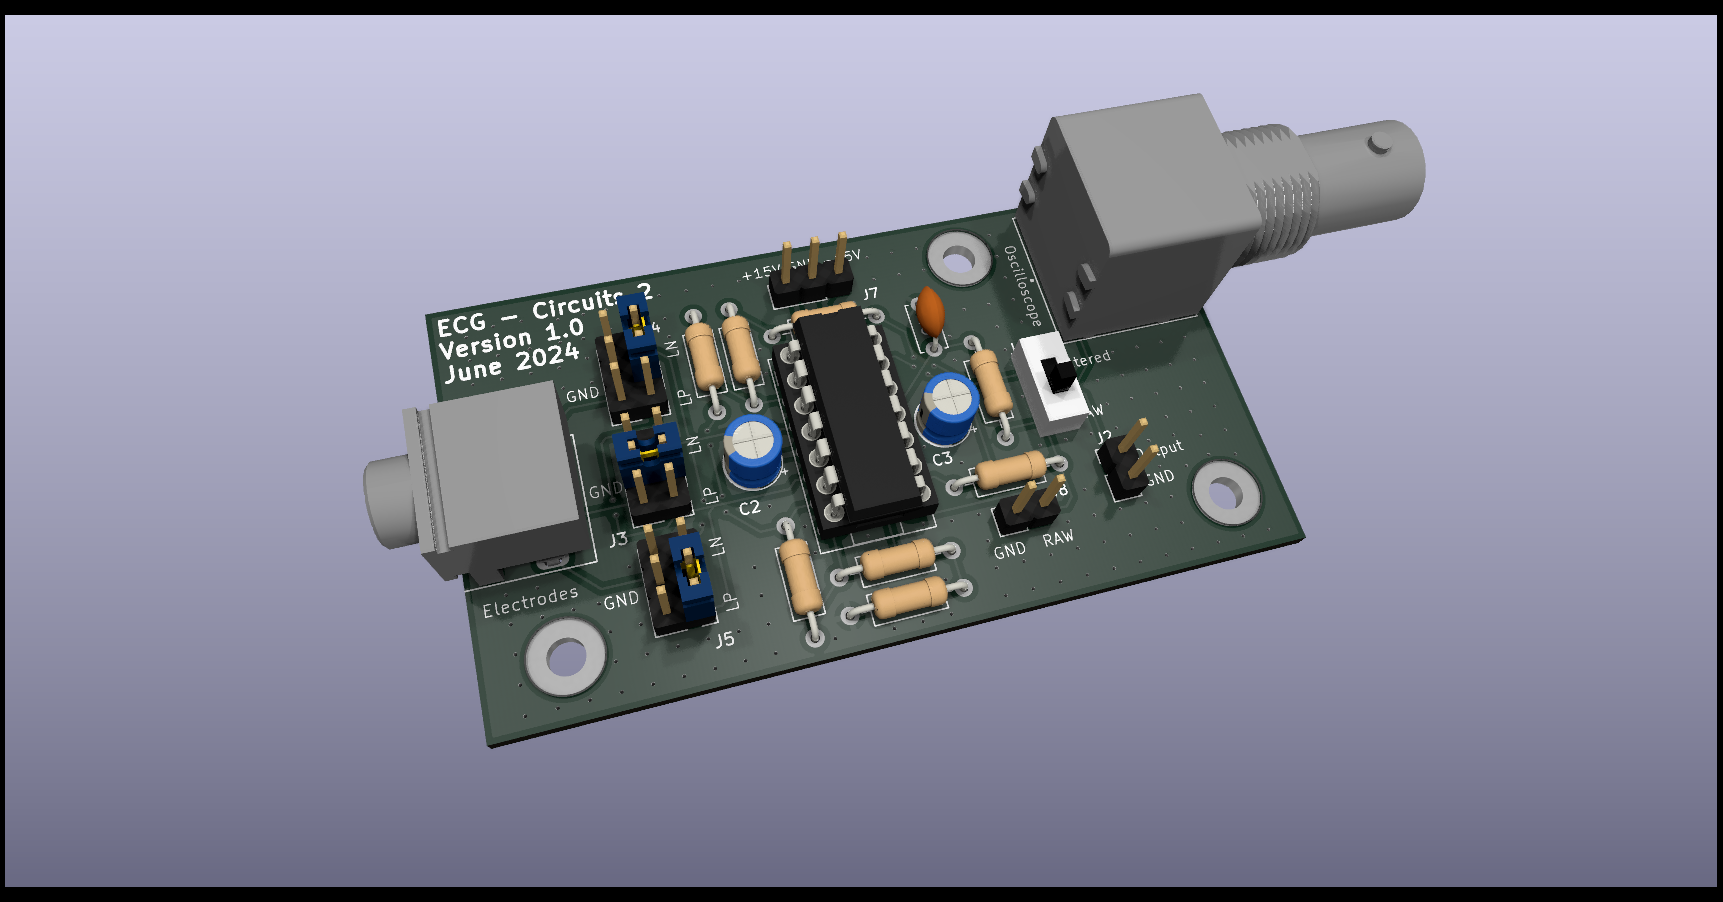 ECG — Circuits 2
Version 1.0
June 2024
+15V
J7
Oscilloscope
LN
GND
LP
LN
GND
LP
C2
+
J3
LN
GND
LP
J5
Electrodes
C3
+
J2
GND
GND
RAW